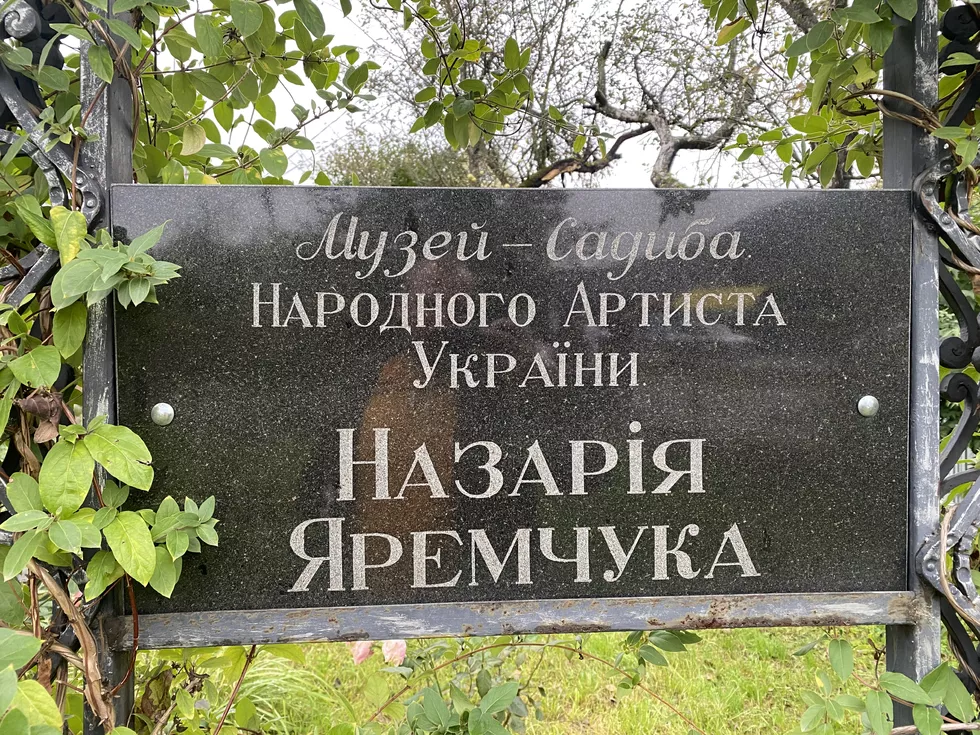 Музей – Садиба
Народного Артиста
України
Назарія
Яремчука